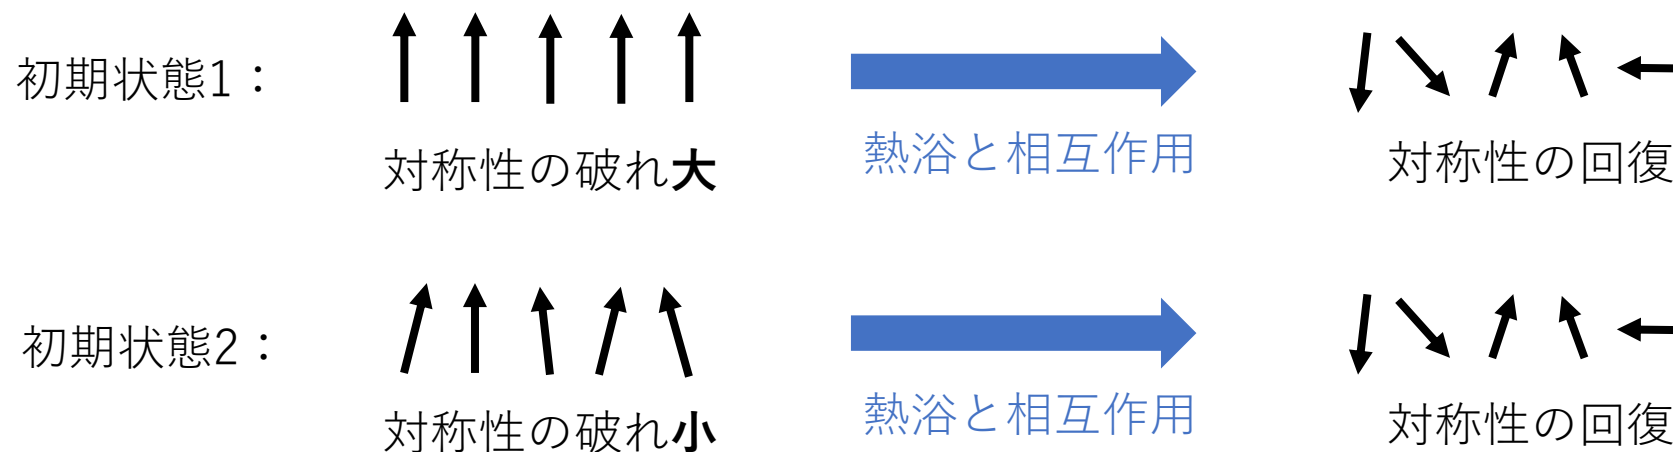 初期状態1：
対称性の破れ大
熱浴と相互作用
対称性の回復
初期状態2：
対称性の破れ小
熱浴と相互作用
対称性の回復